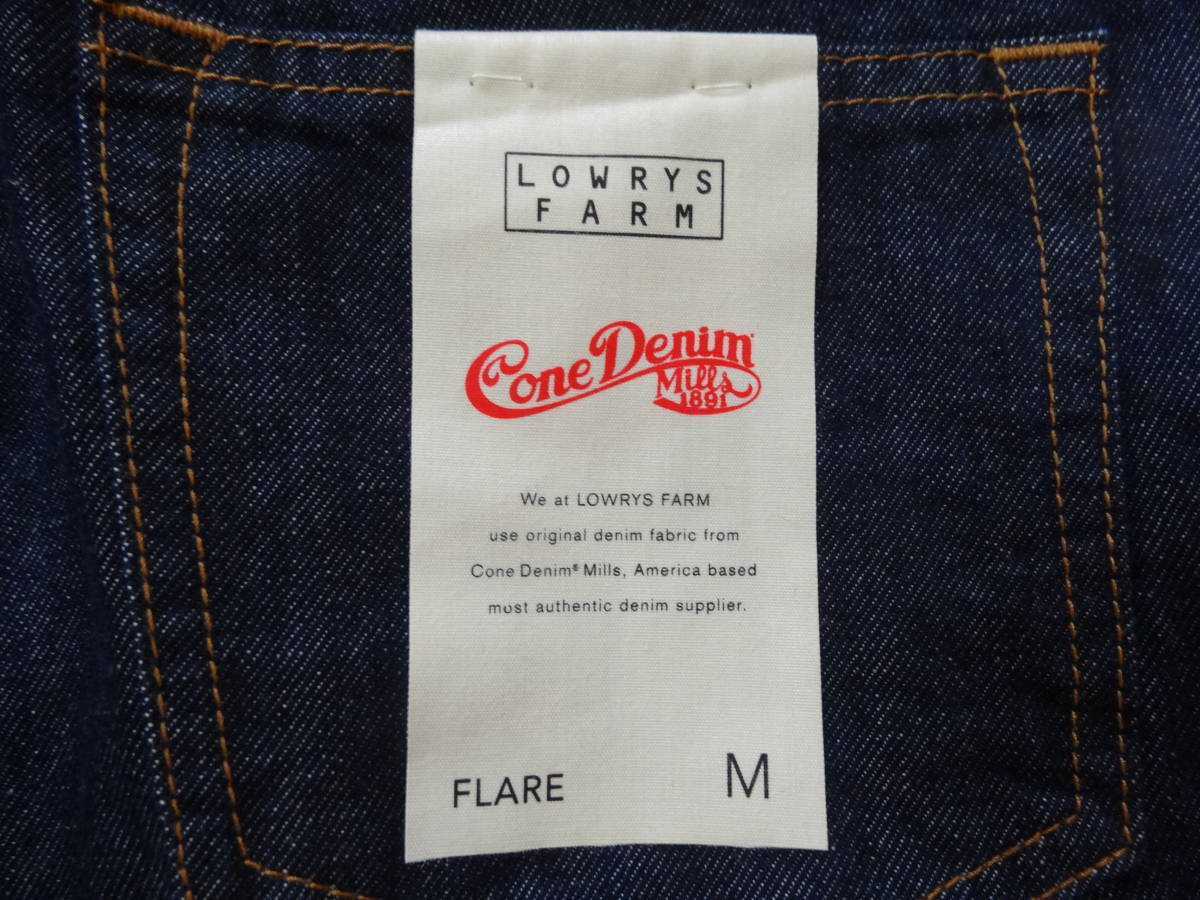 LOWRYS
FARM
Cone Denim
Mills
1891
We at LOWRYS FARM
use original denim fabric from
Cone Denim® Mills, America based
most authentic denim supplier.
FLARE M